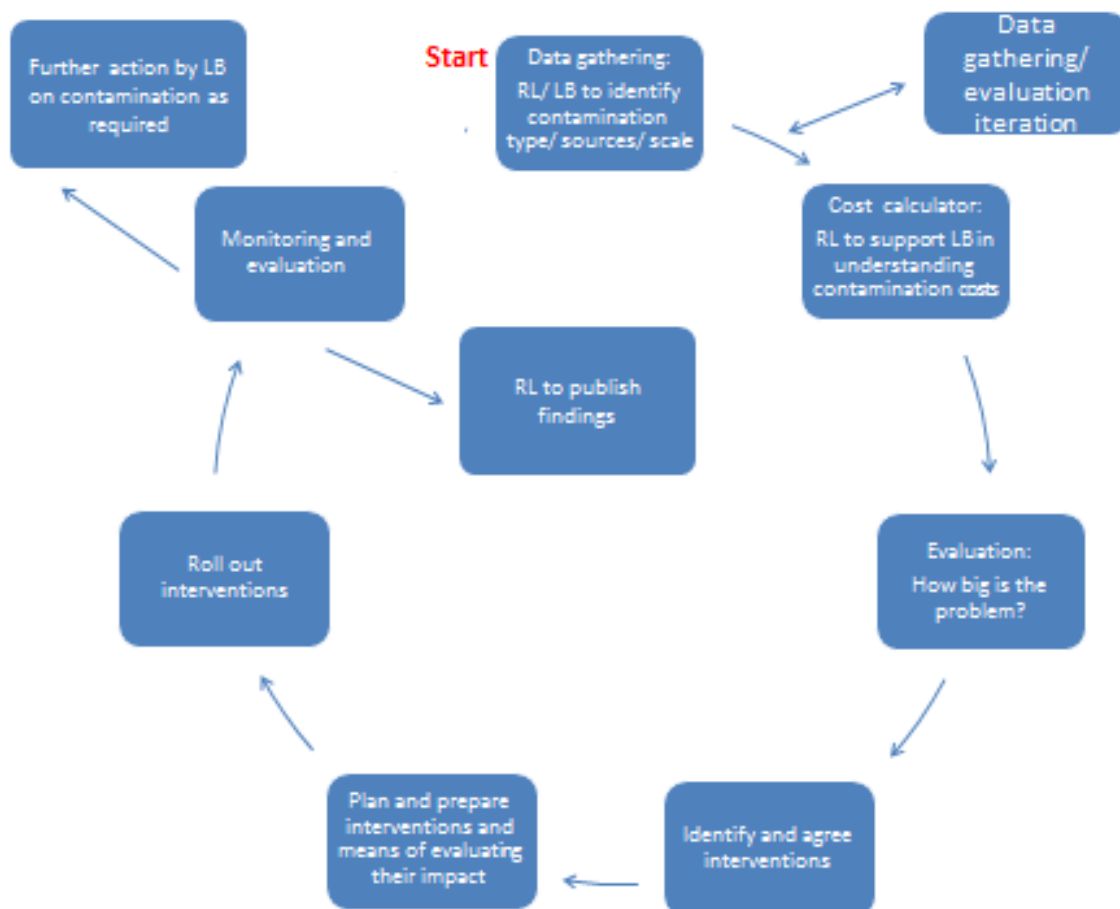 Start
Data gathering:
RL/ LB to identify
contamination
type/ sources/ scale
Data
gathering/
evaluation
iteration
Cost calculator:
RL to support LB in
understanding
contamination costs
Evaluation:
How big is the
problem?
Identify and agree
interventions
Plan and prepare
interventions and
means of evaluating
their impact
Roll out
interventions
Monitoring and
evaluation
RL to publish
findings
Further action by LB
on contamination as
required